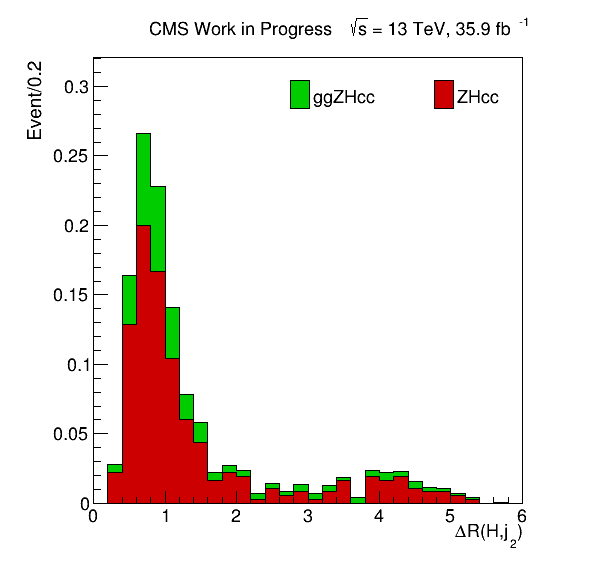 CMS Work in Progress √s = 13 TeV, 35.9 fb -1
Event/0.2
ggZHcc ZHcc
0.3
0.25
0.2
0.15
0.1
0.05
0
0 1 2 3 4 5 6
ΔR(H,j2)